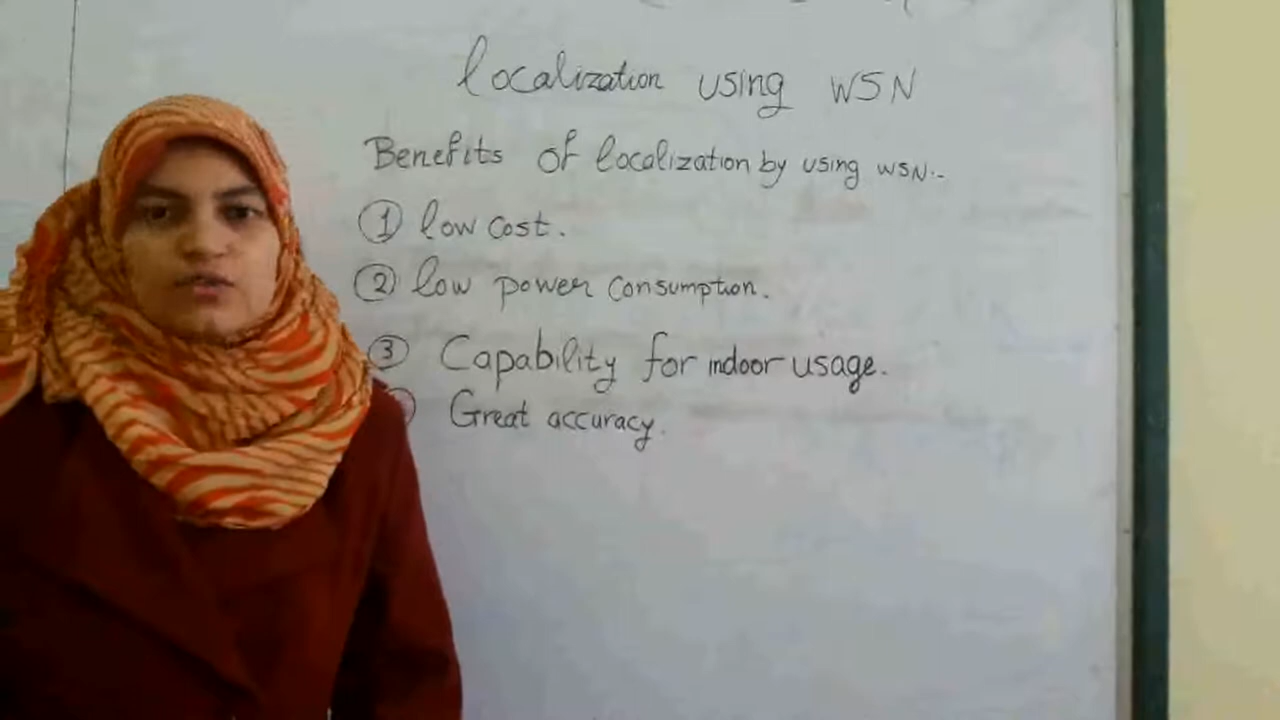 Localization using WSN
Benefits of localization by using WSN:-
① low cost.
② low power consumption.
③ Capability for indoor usage.
Great accuracy.